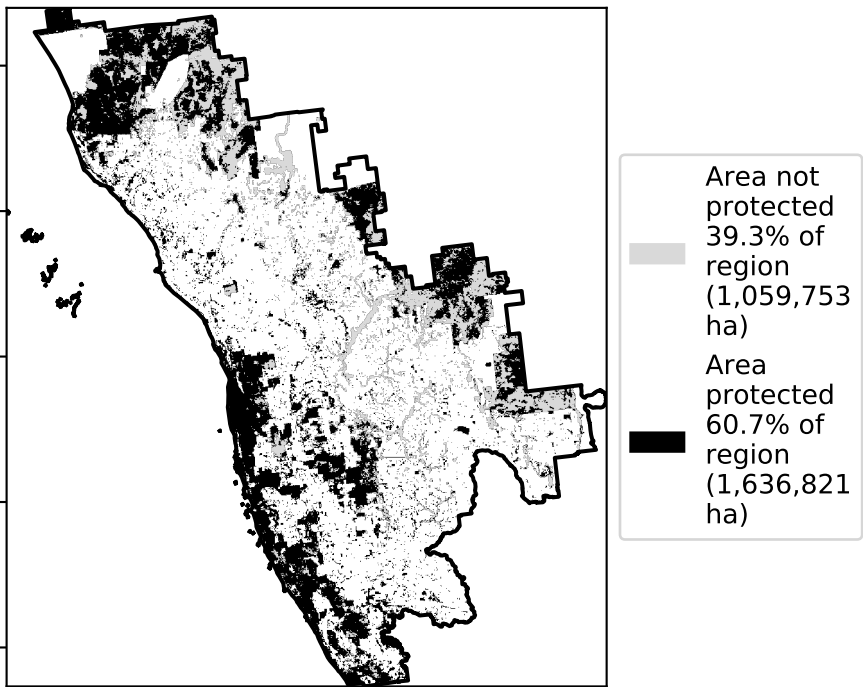 Area not
protected
39.3% of
region
(1,059,753
ha)
Area
protected
60.7% of
region
(1,636,821
ha)